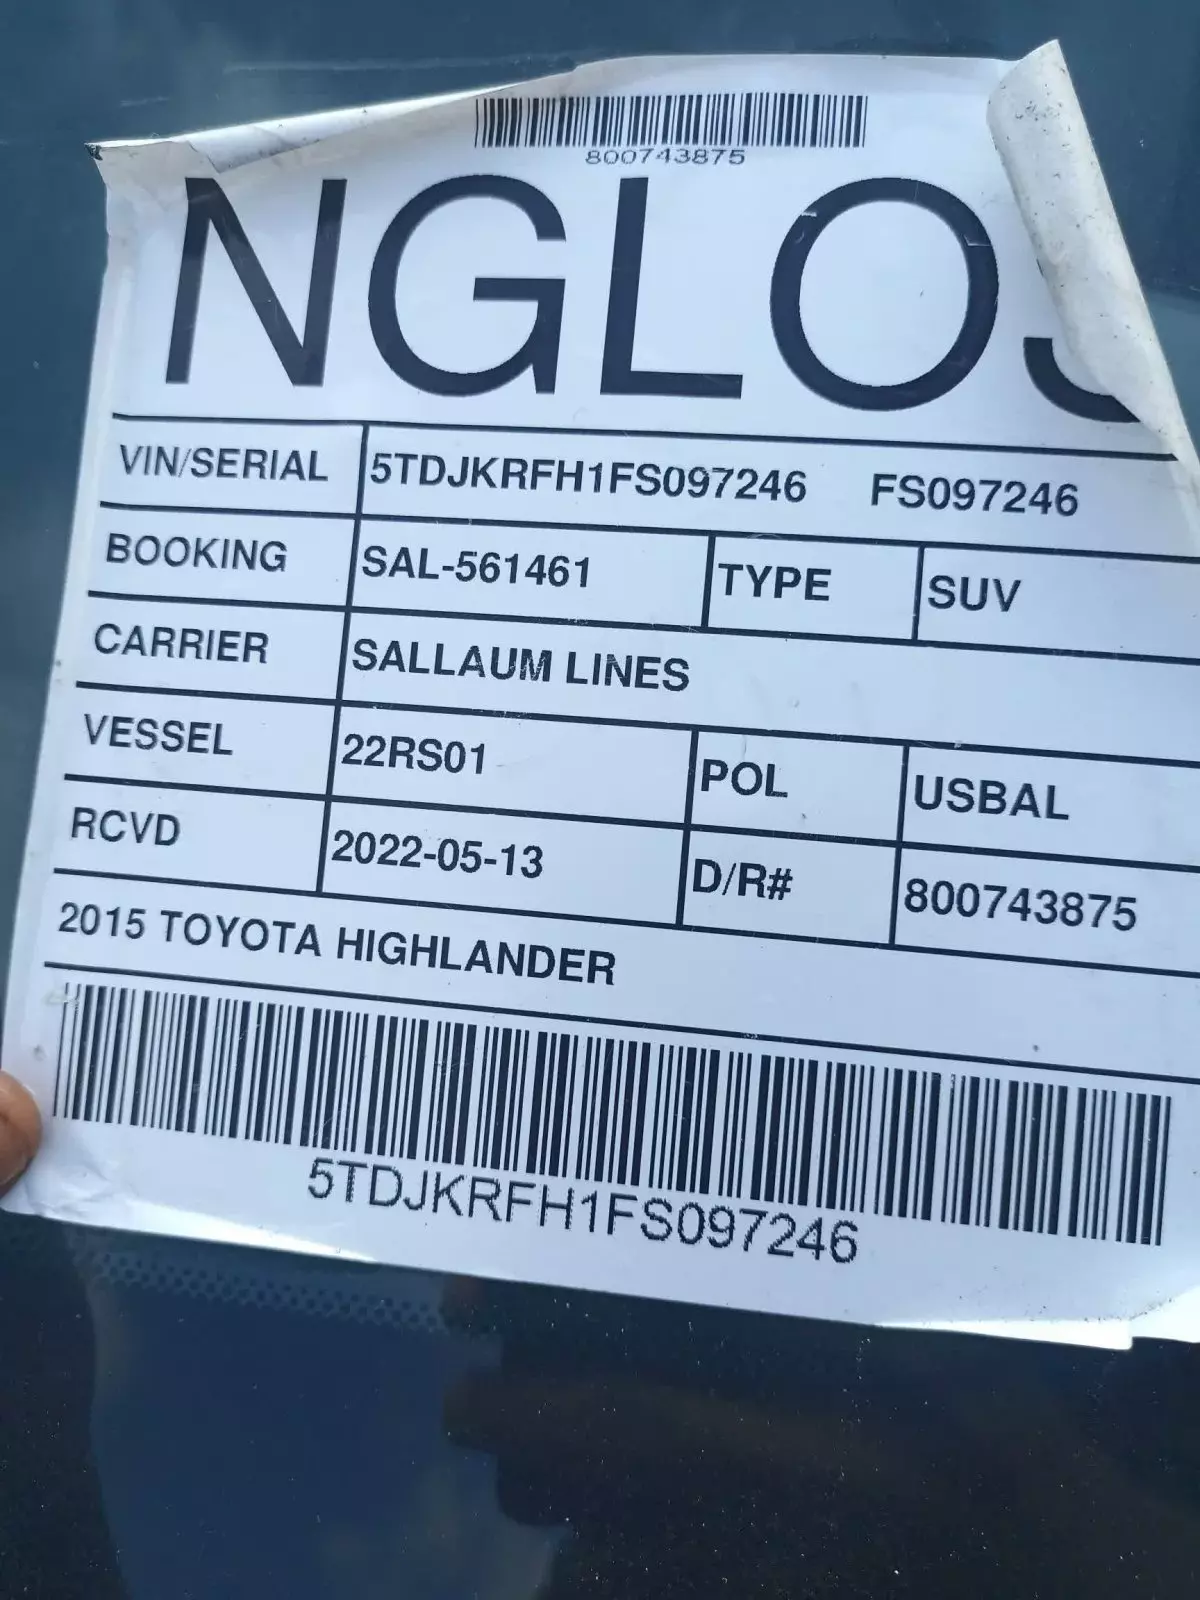 800743875
NGLOS
VIN/SERIAL 5TDJKRFH1FS097246 FS097246
BOOKING SAL-561461 TYPE SUV
CARRIER SALLAUM LINES
VESSEL 22RS01 POL USBAL
RCVD 2022-05-13 D/R# 800743875
2015 TOYOTA HIGHLANDER
5TDJKRFH1FS097246